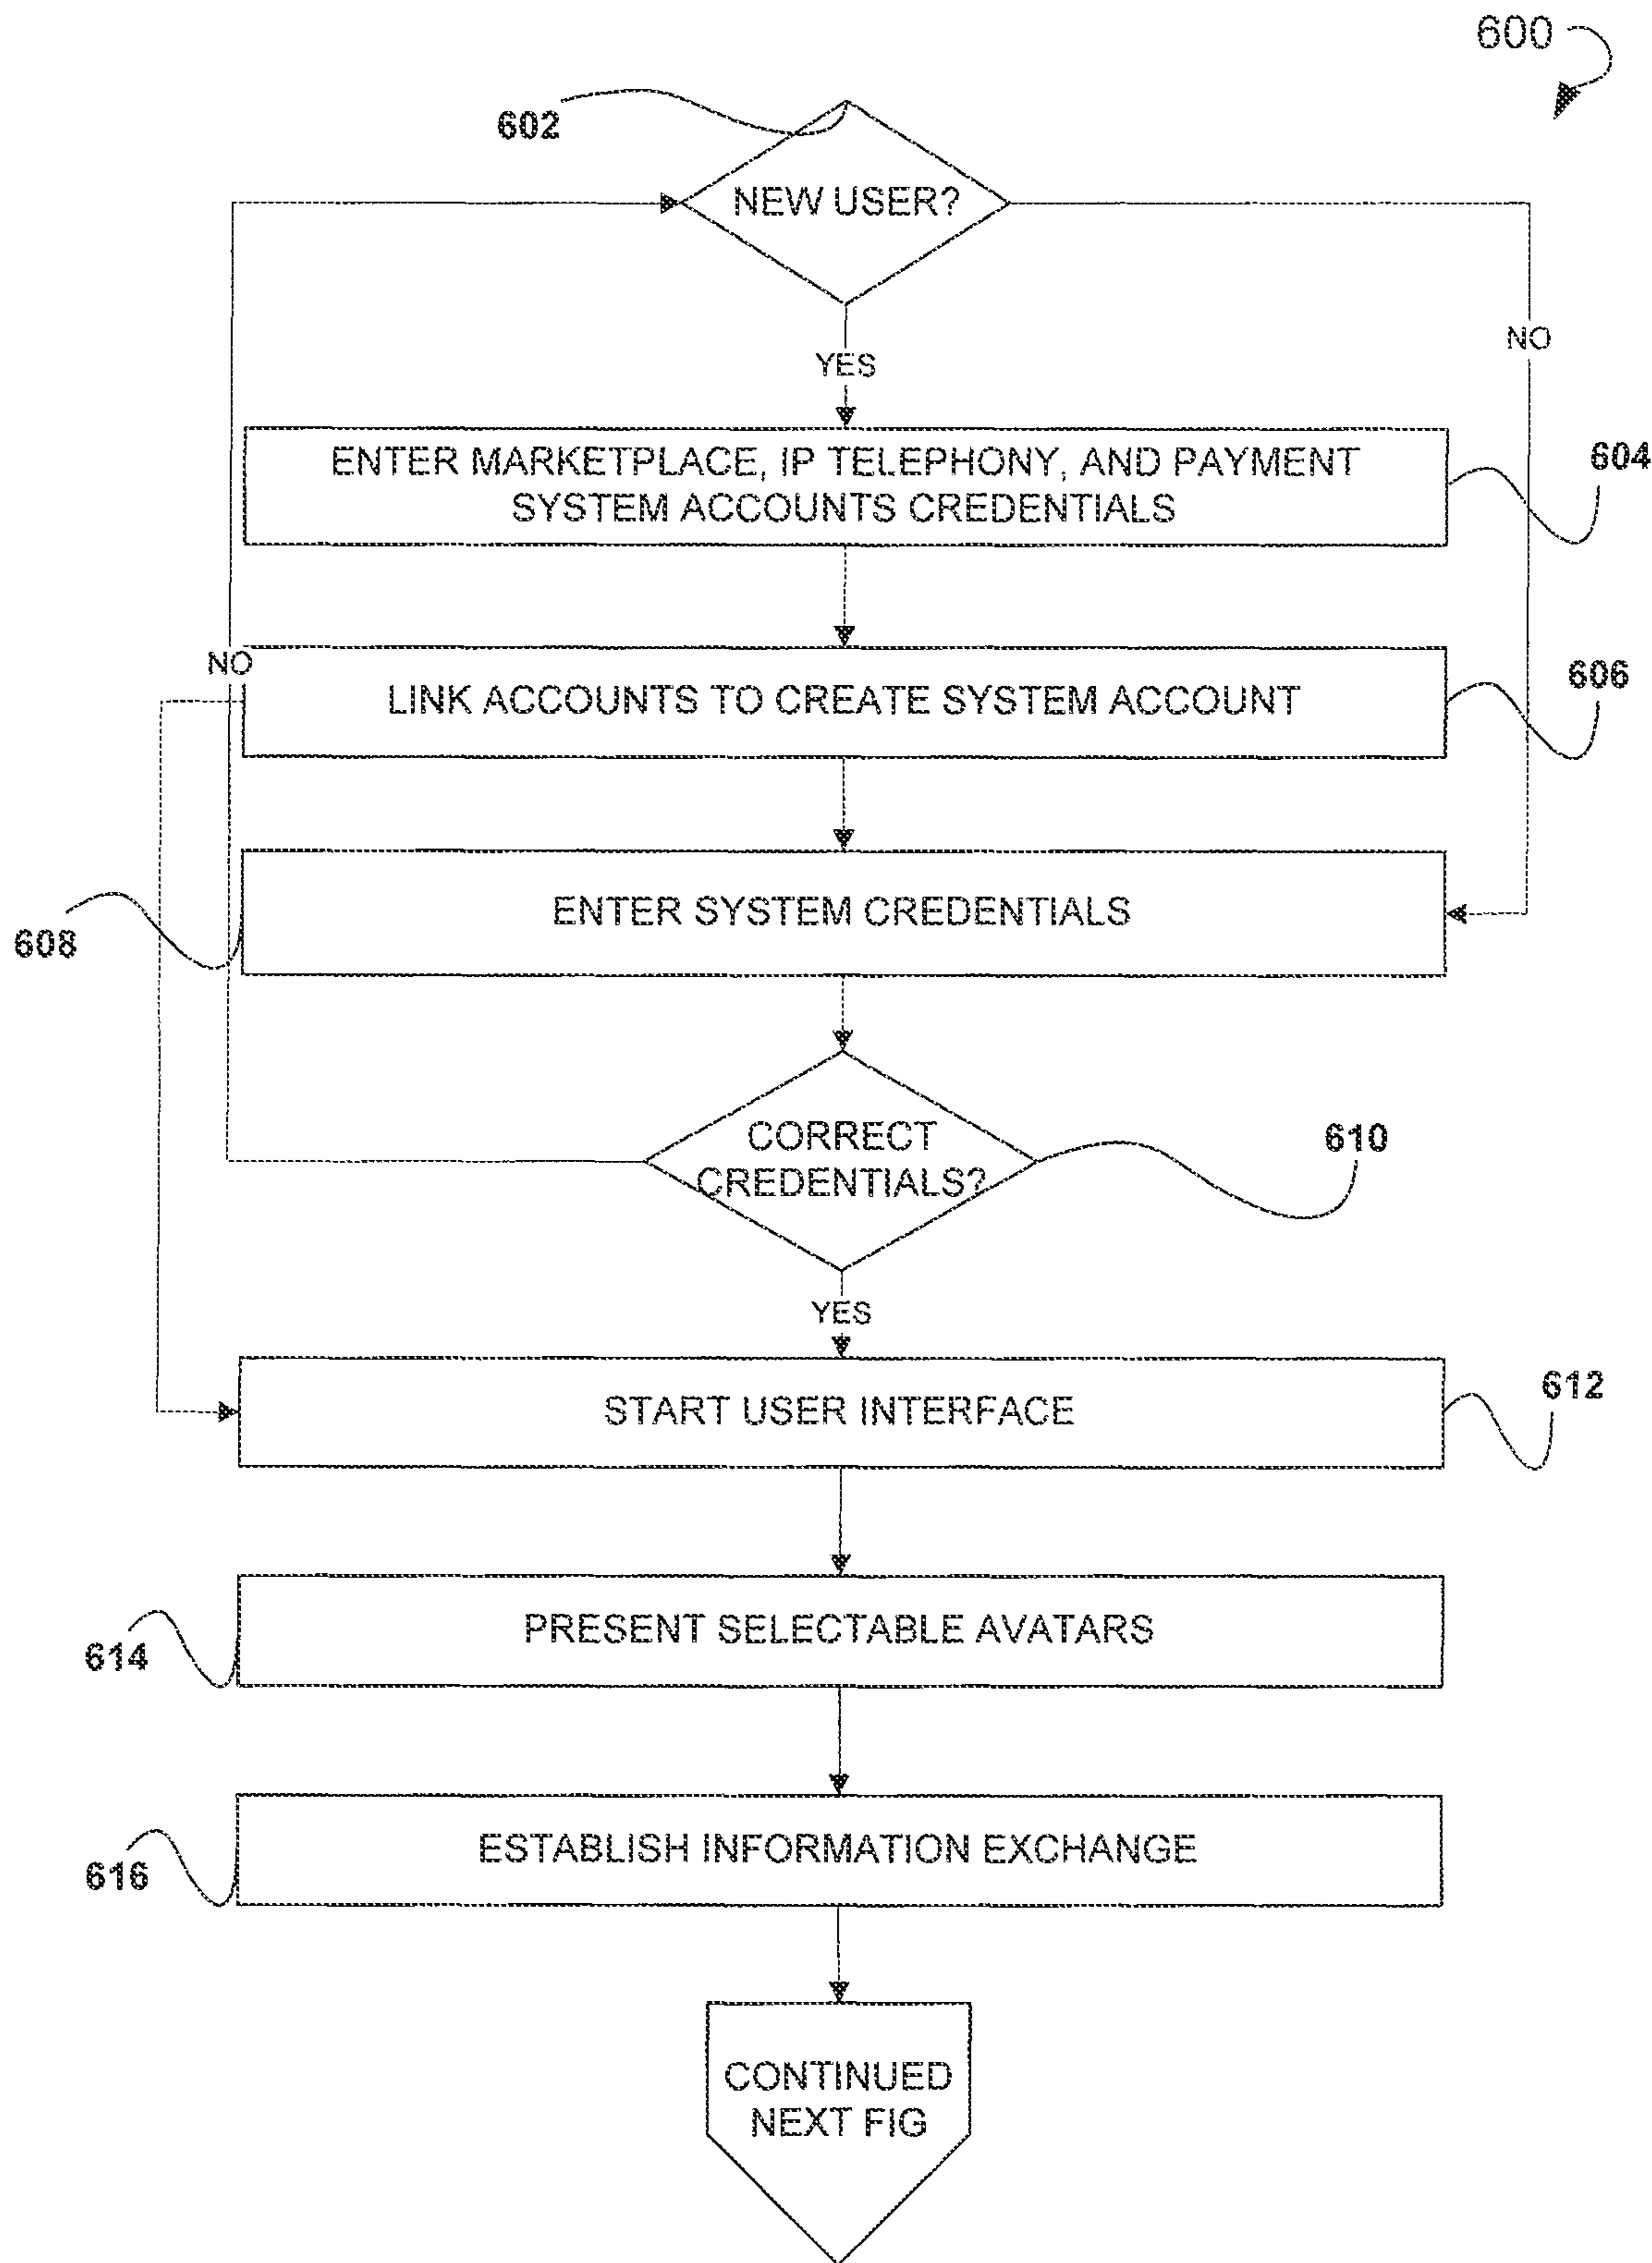 600
602
NEW USER?
NO
YES
ENTER MARKETPLACE, IP TELEPHONY, AND PAYMENT
SYSTEM ACCOUNTS CREDENTIALS
604
NO
LINK ACCOUNTS TO CREATE SYSTEM ACCOUNT
606
ENTER SYSTEM CREDENTIALS
608
CORRECT
CREDENTIALS?
610
YES
START USER INTERFACE
612
PRESENT SELECTABLE AVATARS
614
ESTABLISH INFORMATION EXCHANGE
616
CONTINUED
NEXT FIG